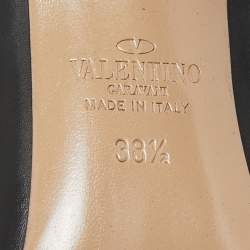 VALENTINO
GARAVANI
MADE IN ITALY
38½